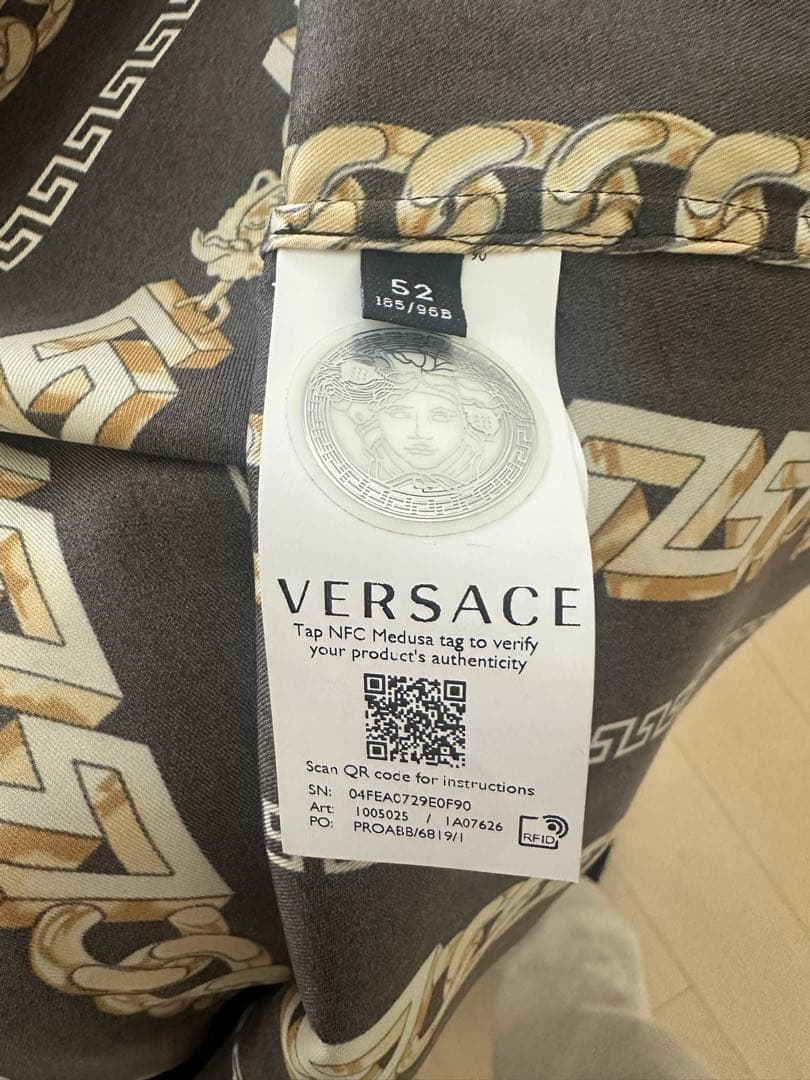 %
52
185/96B
VERSACE
Tap NFC Medusa tag to verify
your product's authenticity
Scan QR code for instructions
SN: 04FEA0729E0F90
Art: 1005025 / 1A07626
PO: PROABB/6819/1
RFID